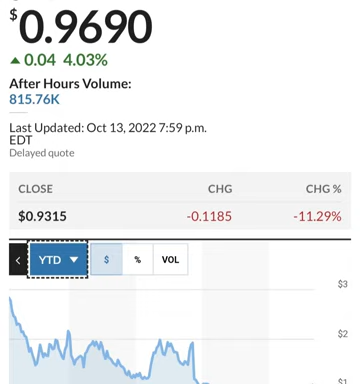 $0.9690
▲ 0.04 4.03%
After Hours Volume:
815.76K
Last Updated: Oct 13, 2022 7:59 p.m.
EDT
Delayed quote
CLOSE CHG CHG %
$0.9315 -0.1185 -11.29%
< YTD ▼ $ % VOL
$3
$2
$1